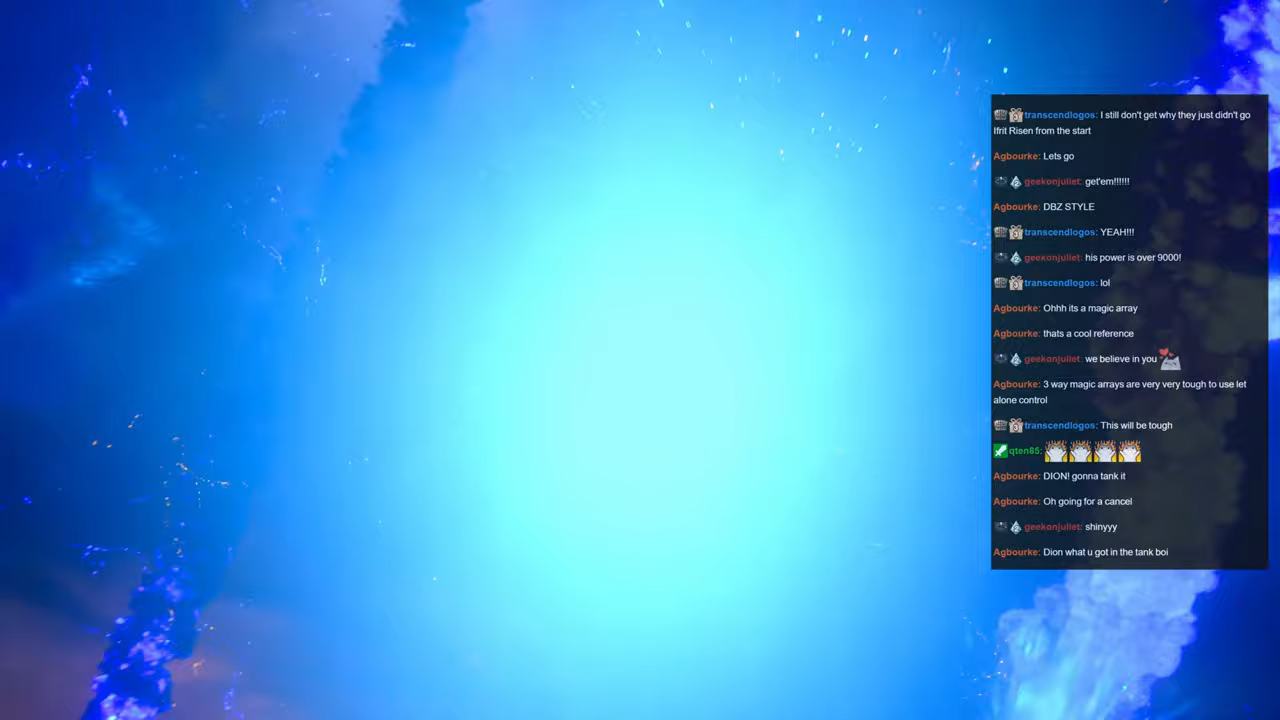 transcendlogos: I still don't get why they just didn't go
Ifrit Risen from the start
Agbourke: Lets go
geekonjuliet: get'em!!!!!!
Agbourke: DBZ STYLE
transcendlogos: YEAH!!!
geekonjuliet: his power is over 9000!
transcendlogos: lol
Agbourke: Ohhh its a magic array
Agbourke: thats a cool reference
geekonjuliet: we believe in you
Agbourke: 3 way magic arrays are very very tough to use let
alone control
transcendlogos: This will be tough
qten85:
Agbourke: DION! gonna tank it
Agbourke: Oh going for a cancel
geekonjuliet: shinyyy
Agbourke: Dion what u got in the tank boi